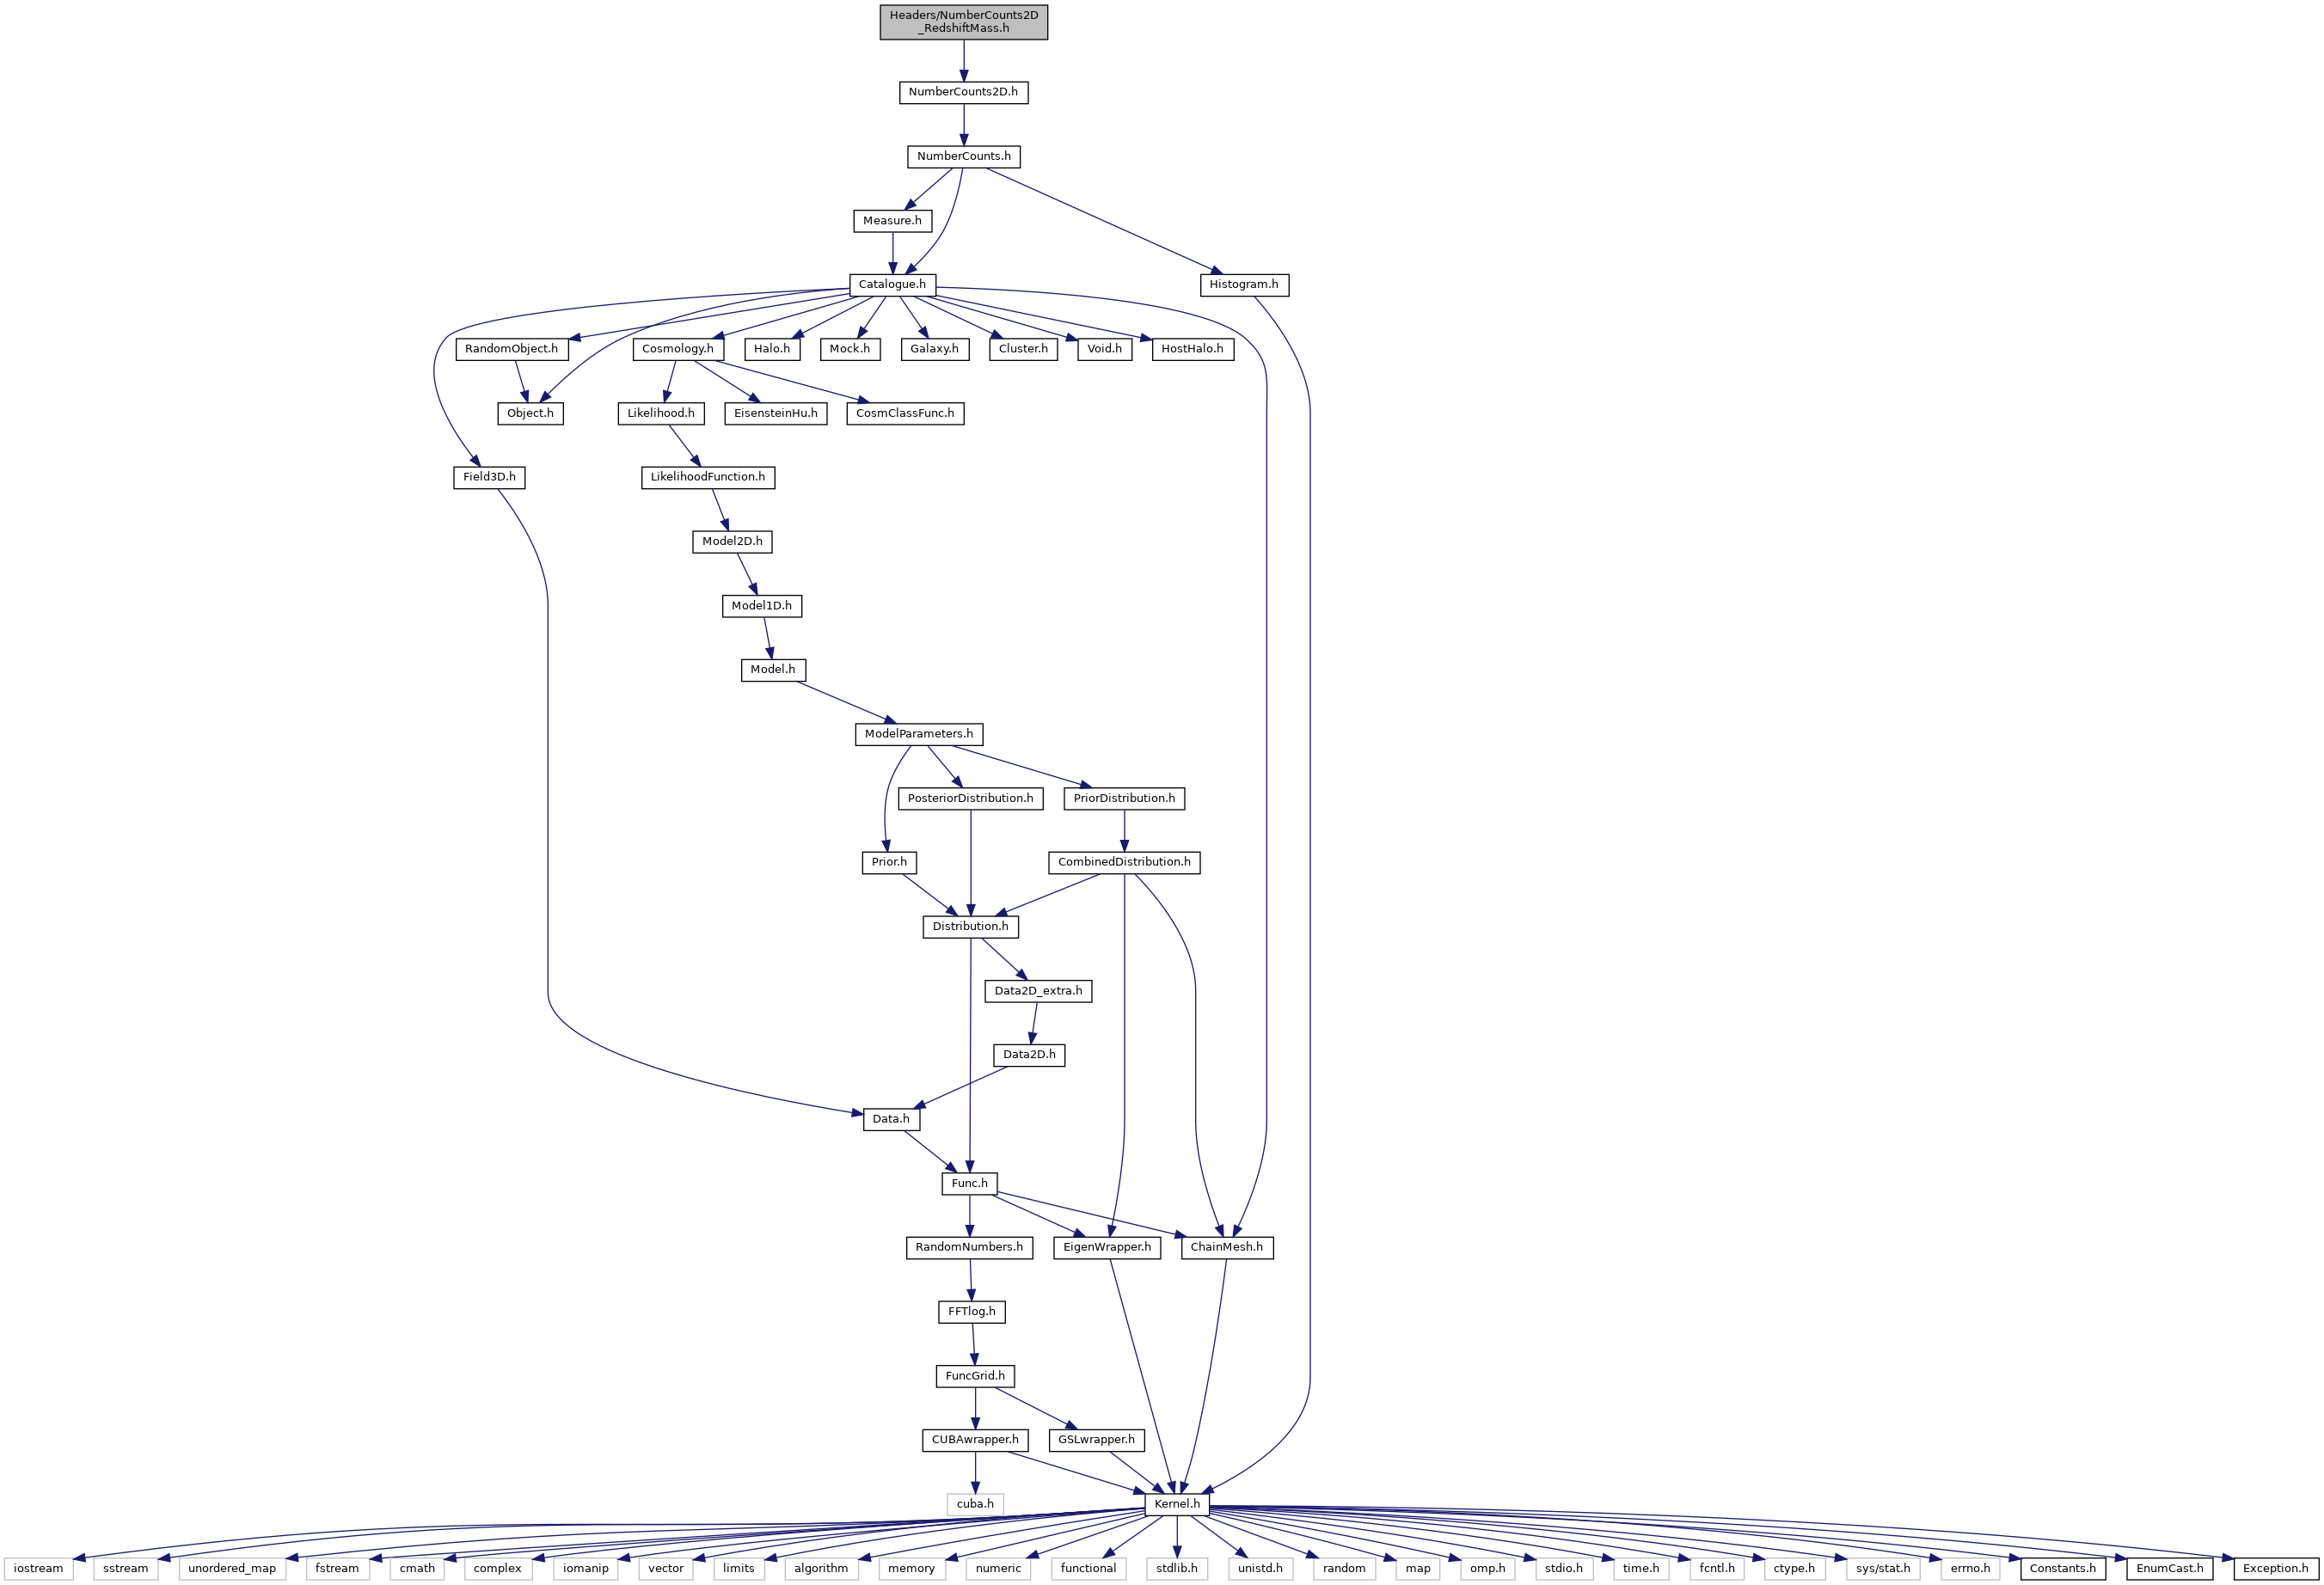 Headers/NumberCounts2D
_RedshiftMass.h
NumberCounts2D.h
NumberCounts.h
Measure.h
Catalogue.h
Histogram.h
RandomObject.h
Cosmology.h
Halo.h
Mock.h
Galaxy.h
Cluster.h
Void.h
HostHalo.h
Object.h
Likelihood.h
EisensteinHu.h
CosmClassFunc.h
Field3D.h
LikelihoodFunction.h
Model2D.h
Model1D.h
Model.h
ModelParameters.h
PosteriorDistribution.h
PriorDistribution.h
Prior.h
CombinedDistribution.h
Distribution.h
Data2D_extra.h
Data2D.h
Data.h
Func.h
RandomNumbers.h
EigenWrapper.h
ChainMesh.h
FFTlog.h
FuncGrid.h
CUBAwrapper.h
GSLwrapper.h
cuba.h
Kernel.h
iostream
sstream
unordered_map
fstream
cmath
complex
iomanip
vector
limits
algorithm
memory
numeric
functional
stdlib.h
unistd.h
random
map
omp.h
stdio.h
time.h
fcntl.h
ctype.h
sys/stat.h
errno.h
Constants.h
EnumCast.h
Exception.h